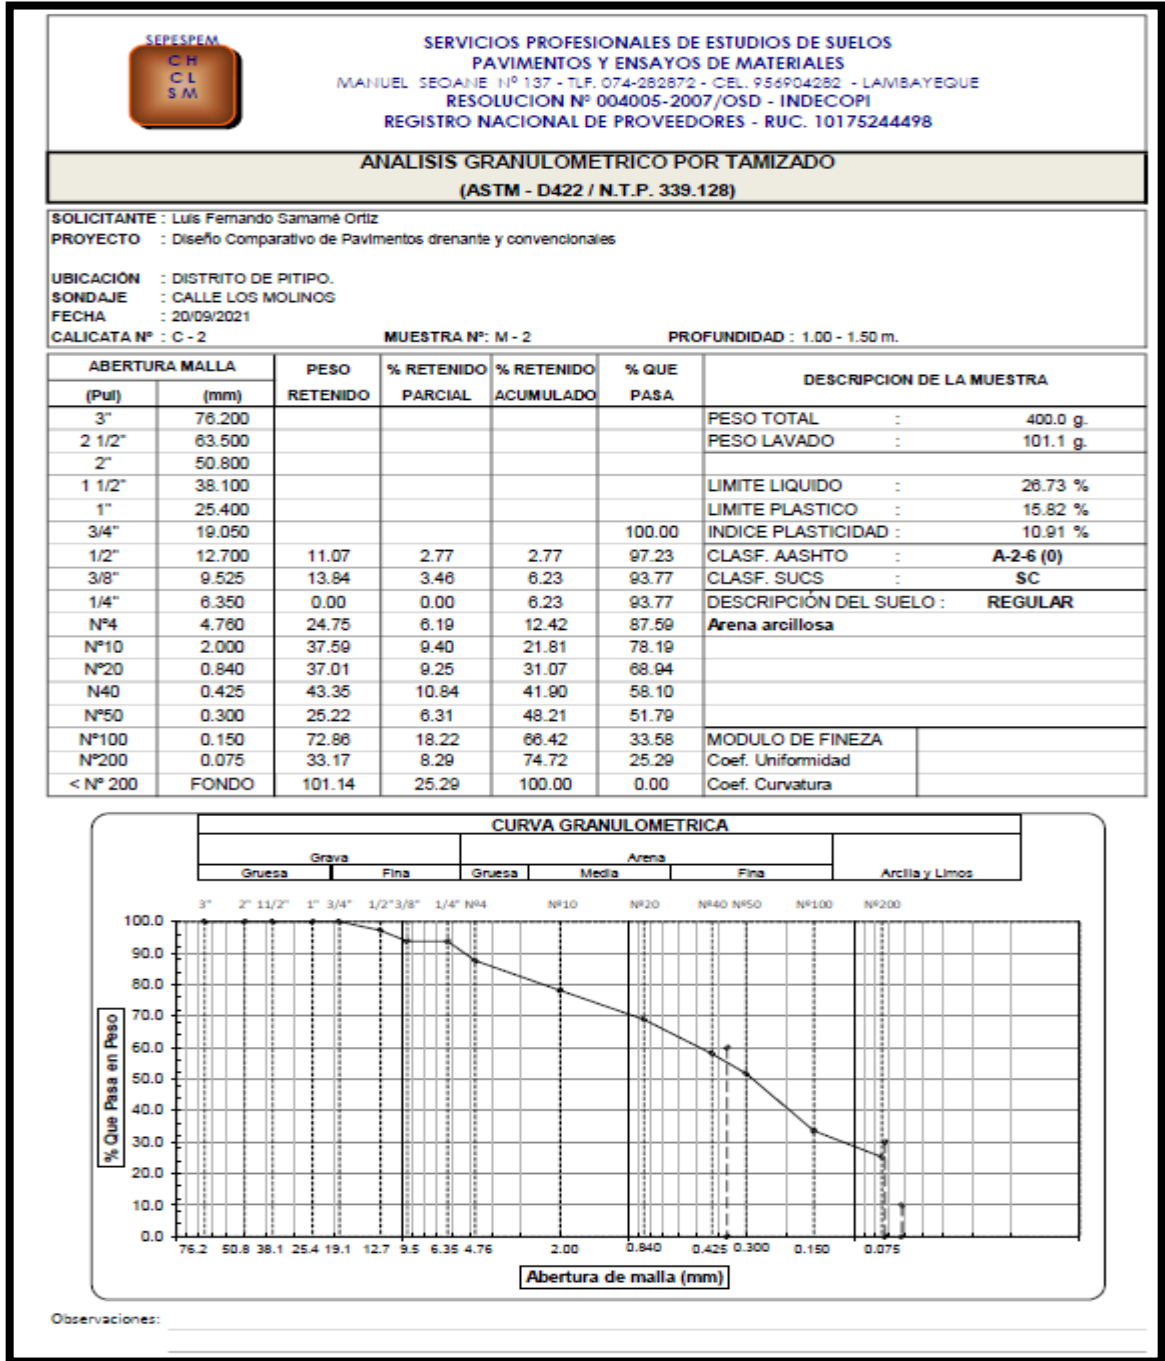 SEPESPEM
C H
C L
S M
SERVICIOS PROFESIONALES DE ESTUDIOS DE SUELOS
PAVIMENTOS Y ENSAYOS DE MATERIALES
MANUEL SEOANE Nº 137 - TLF. 074-282872 - CEL. 956904282 - LAMBAYEQUE
RESOLUCION Nº 004005-2007/OSD - INDECOPI
REGISTRO NACIONAL DE PROVEEDORES - RUC. 10175244498
ANALISIS GRANULOMETRICO POR TAMIZADO
(ASTM - D422 / N.T.P. 339.128)
SOLICITANTE : Luis Fernando Samamé Ortiz
PROYECTO : Diseño Comparativo de Pavimentos drenante y convencionales
UBICACIÓN : DISTRITO DE PITIPO.
SONDAJE : CALLE LOS MOLINOS
FECHA : 20/09/2021
CALICATA Nº : C - 2 MUESTRA Nº: M - 2 PROFUNDIDAD : 1.00 - 1.50 m.
ABERTURA MALLA PESO % RETENIDO % RETENIDO % QUE DESCRIPCION DE LA MUESTRA
(Pul) (mm) RETENIDO PARCIAL ACUMULADO PASA
3" 76.200 PESO TOTAL : 400.0 g.
2 1/2" 63.500 PESO LAVADO : 101.1 g.
2" 50.800
1 1/2" 38.100 LIMITE LIQUIDO : 26.73 %
1" 25.400 LIMITE PLASTICO : 15.82 %
3/4" 19.050 100.00 INDICE PLASTICIDAD : 10.91 %
1/2" 12.700 11.07 2.77 2.77 97.23 CLASF. AASHTO : A-2-6 (0)
3/8" 9.525 13.84 3.46 6.23 93.77 CLASF. SUCS : SC
1/4" 6.350 0.00 0.00 6.23 93.77 DESCRIPCIÓN DEL SUELO : REGULAR
Nº4 4.760 24.75 6.19 12.42 87.59 Arena arcillosa
Nº10 2.000 37.59 9.40 21.81 78.19
Nº20 0.840 37.01 9.25 31.07 68.94
N40 0.425 43.35 10.84 41.90 58.10
Nº50 0.300 25.22 6.31 48.21 51.79
Nº100 0.150 72.86 18.22 66.42 33.58 MODULO DE FINEZA
Nº200 0.075 33.17 8.29 74.72 25.29 Coef. Uniformidad
< Nº 200 FONDO 101.14 25.29 100.00 0.00 Coef. Curvatura
CURVA GRANULOMETRICA
Grava Arena
Gruesa Fina Gruesa Media Fina Arcilla y Limos
3" 2" 11/2" 1" 3/4" 1/2" 3/8" 1/4" Nº4 Nº10 Nº20 Nº40 Nº50 Nº100 Nº200
100.0
90.0
80.0
70.0
60.0
50.0
40.0
30.0
20.0
10.0
0.0
% Que Pasa en Peso
76.2 50.8 38.1 25.4 19.1 12.7 9.5 6.35 4.76 2.00 0.840 0.425 0.300 0.150 0.075
Abertura de malla (mm)
Observaciones: